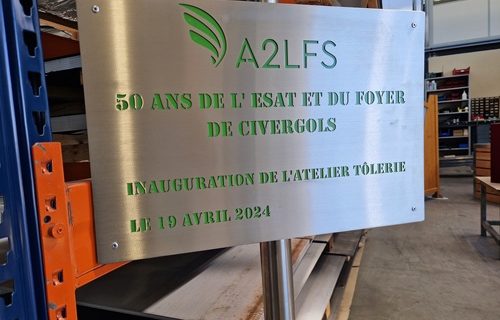 A2LFS
50 ANS DE L' ESAT ET DU FOYER
DE CIVERGOLS
INAUGURATION DE L'ATELIER TÔLERIE
LE 19 AVRIL 2024